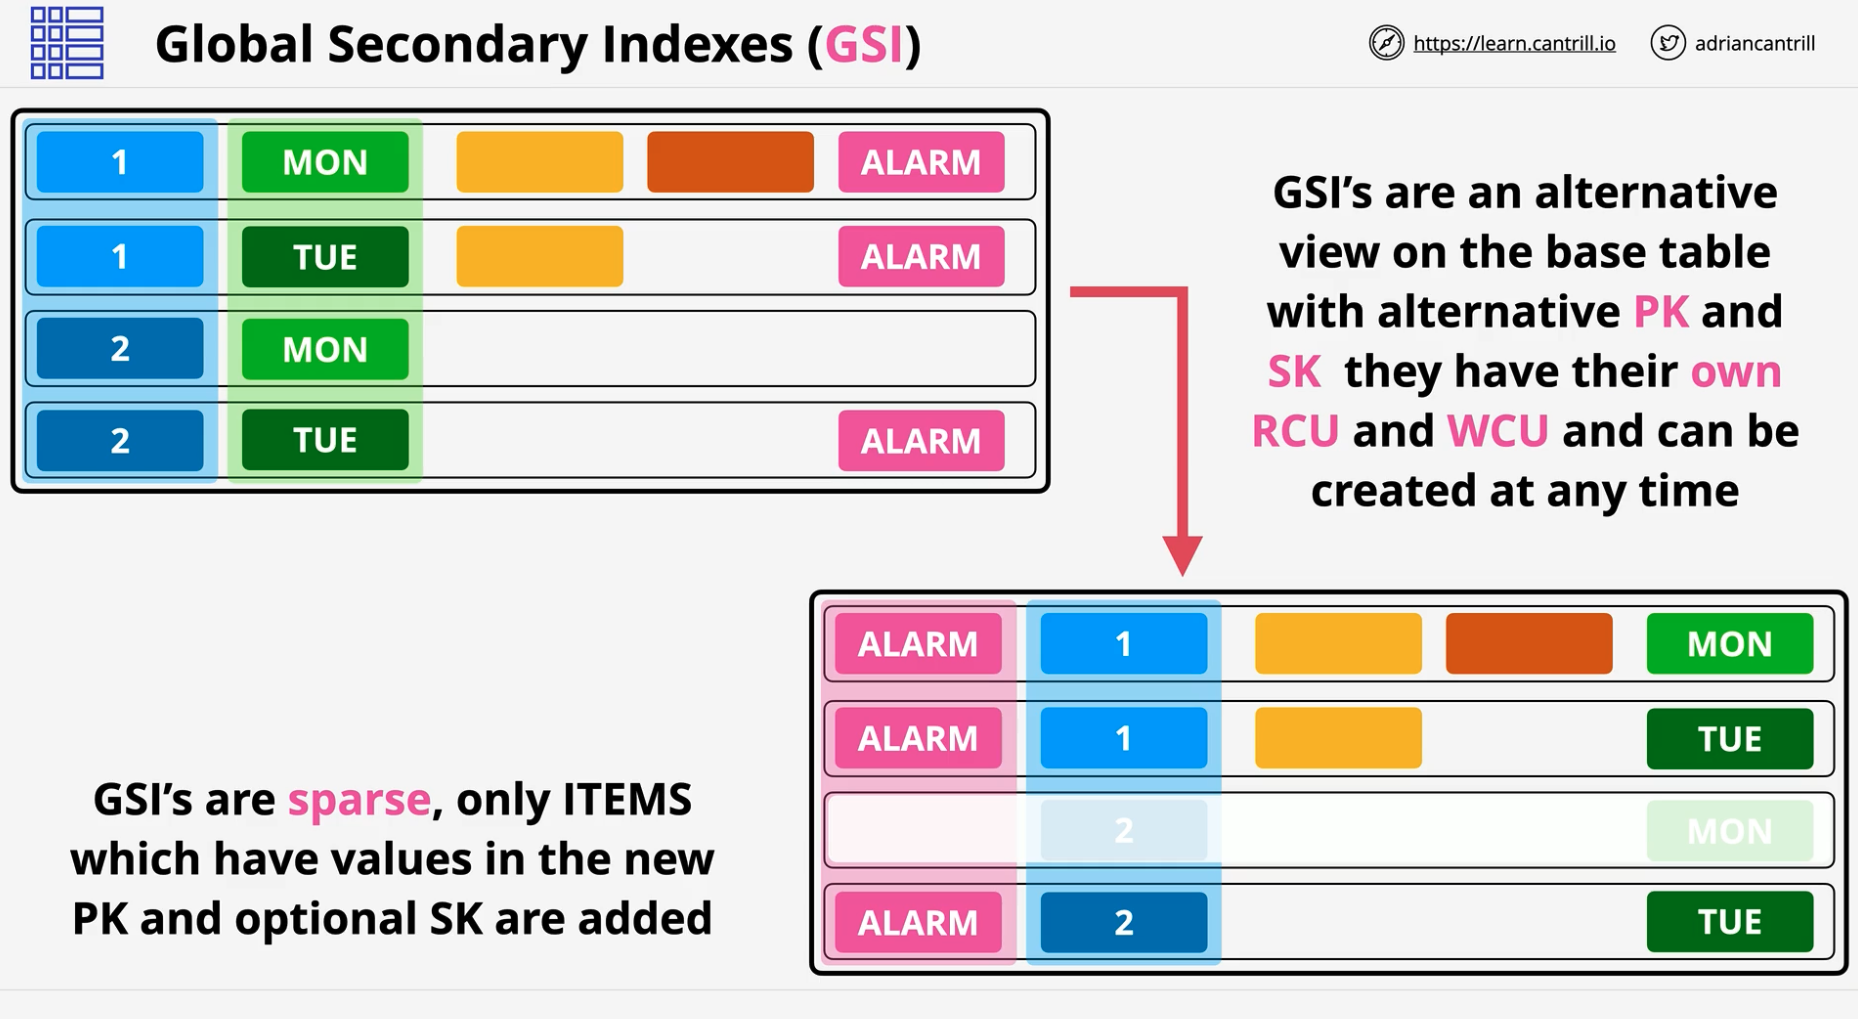 Global Secondary Indexes (GSI)
https://learn.cantrill.io
adriancantrill
1 MON ALARM
1 TUE ALARM
2 MON
2 TUE ALARM
GSI’s are an alternative
view on the base table
with alternative PK and
SK they have their own
RCU and WCU and can be
created at any time
GSI’s are sparse, only ITEMS
which have values in the new
PK and optional SK are added
ALARM 1 MON
ALARM 1 TUE
2 MON
ALARM 2 TUE